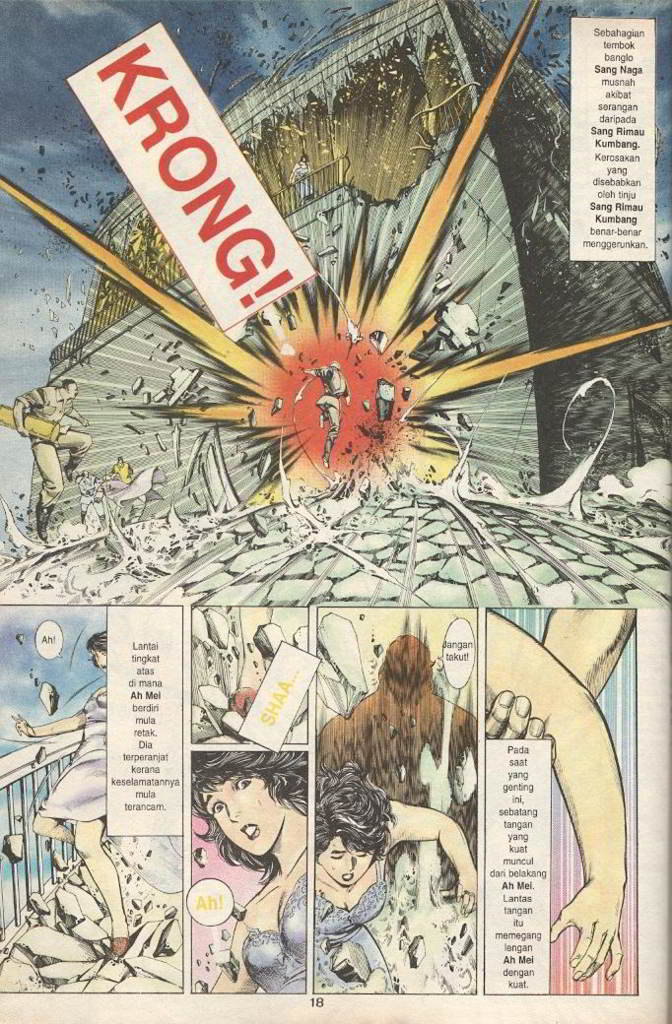 KRONG!
Sebahagian
tembok
banglo
Sang Naga
musnah
akibat
serangan
daripada
Sang Rimau
Kumbang.
Kerosakan
yang
disebabkan
oleh tinju
Sang Rimau
Kumbang
benar-benar
menggerunkan.
Ah!
Lantai
tingkat
atas
di mana
Ah Mei
berdiri
mula
retak.
Dia
terperanjat
kerana
keselamatannya
mula
terancam.
SHAA...
Ah!
Jangan
takut!
Pada
saat
yang
genting
ini,
sebatang
tangan
yang
kuat
muncul
dari belakang
Ah Mei.
Lantas
tangan
itu
memegang
lengan
Ah Mei
dengan
kuat.
18